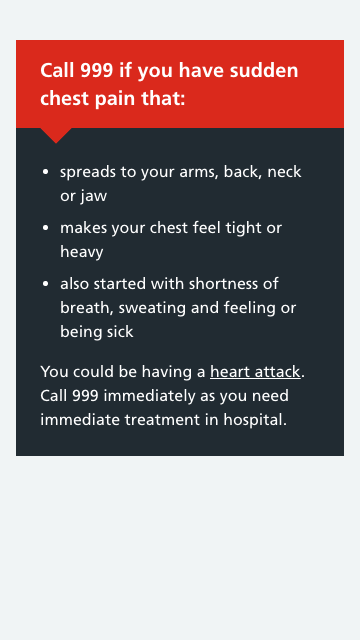 Call 999 if you have sudden
chest pain that:
• spreads to your arms, back, neck
or jaw
• makes your chest feel tight or
heavy
• also started with shortness of
breath, sweating and feeling or
being sick
You could be having a heart attack.
Call 999 immediately as you need
immediate treatment in hospital.